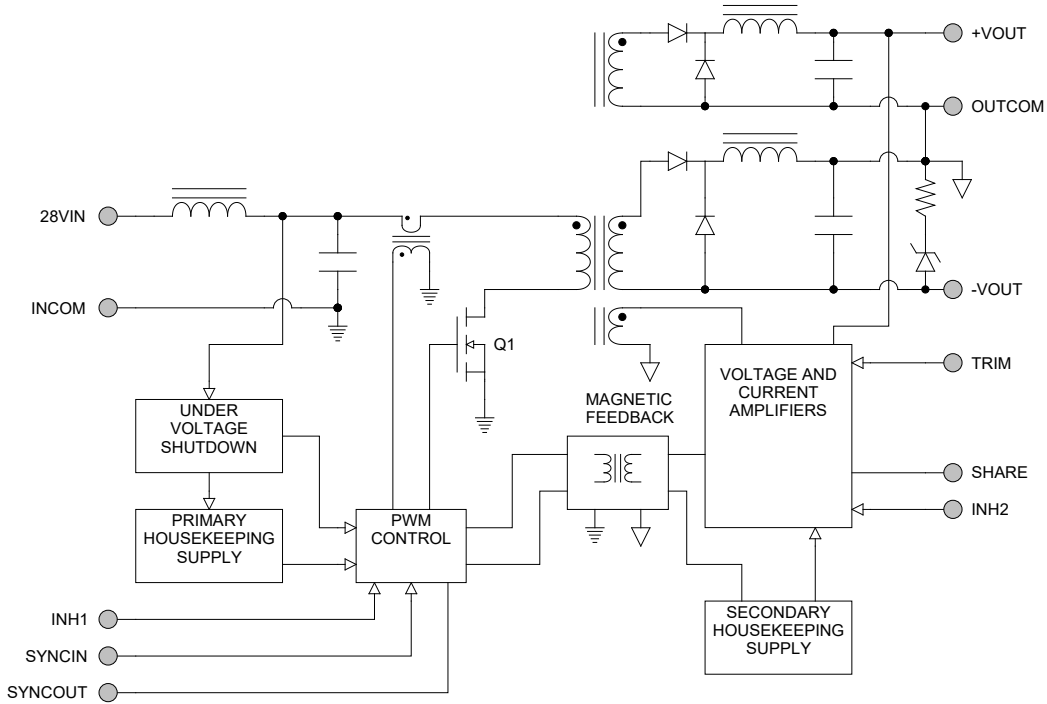 +VOUT
OUTCOM
28VIN
INCOM
-VOUT
Q1
TRIM
VOLTAGE AND
CURRENT
AMPLIFIERS
MAGNETIC
FEEDBACK
UNDER
VOLTAGE
SHUTDOWN
SHARE
INH2
PRIMARY
HOUSEKEEPING
SUPPLY
PWM
CONTROL
INH1
SYNCIN
SYNCOUT
SECONDARY
HOUSEKEEPING
SUPPLY